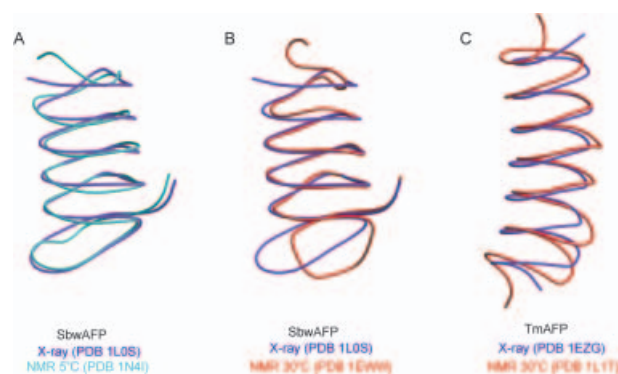 A
B
C
SbwAFP
X-ray (PDB 1L0S)
NMR 5°C (PDB 1N4I)
SbwAFP
X-ray (PDB 1L0S)
NMR 30°C (PDB 1EWW)
TmAFP
X-ray (PDB 1EZG)
NMR 30°C (PDB 1L1T)